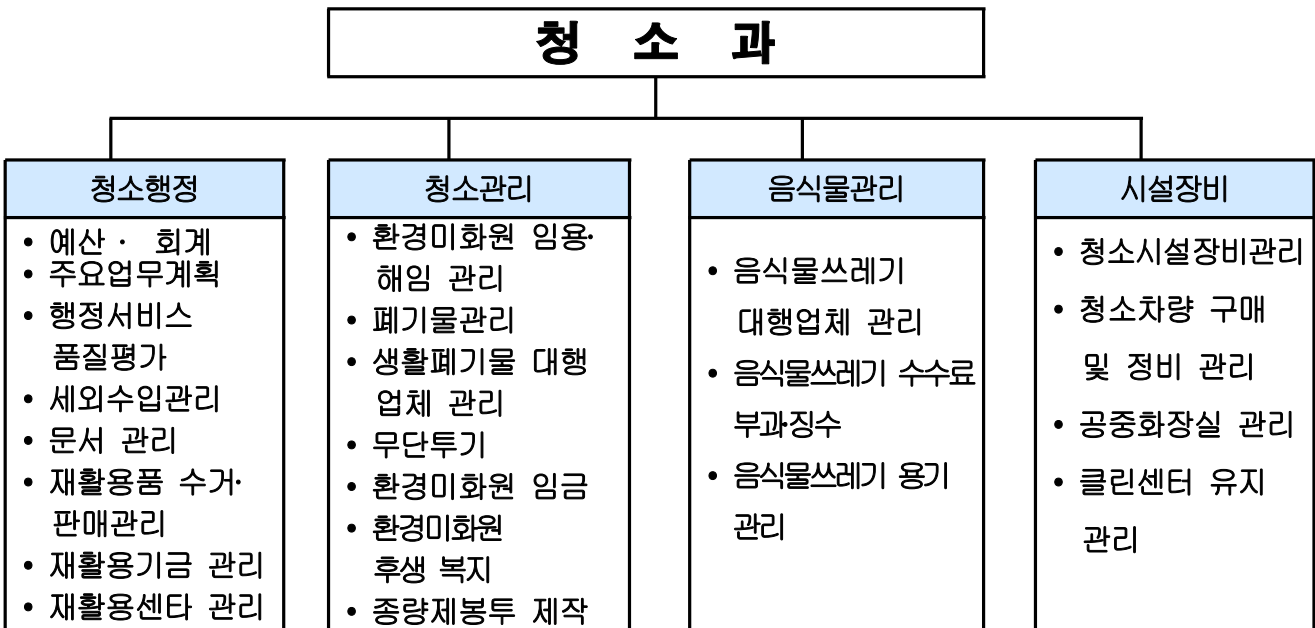 청 소 과
청소행정
• 예산 · 회계
• 주요업무계획
• 행정서비스
품질평가
• 세외수입관리
• 문서 관리
• 재활용품 수거·
판매관리
• 재활용기금 관리
• 재활용센타 관리
청소관리
• 환경미화원 임용·
해임 관리
• 폐기물관리
• 생활폐기물 대행
업체 관리
• 무단투기
• 환경미화원 임금
• 환경미화원
후생 복지
• 종량제봉투 제작
음식물관리
• 음식물쓰레기
대행업체 관리
• 음식물쓰레기 수수료
부과·징수
• 음식물쓰레기 용기
관리
시설장비
• 청소시설장비관리
• 청소차량 구매
및 정비 관리
• 공중화장실 관리
• 클린센터 유지
관리